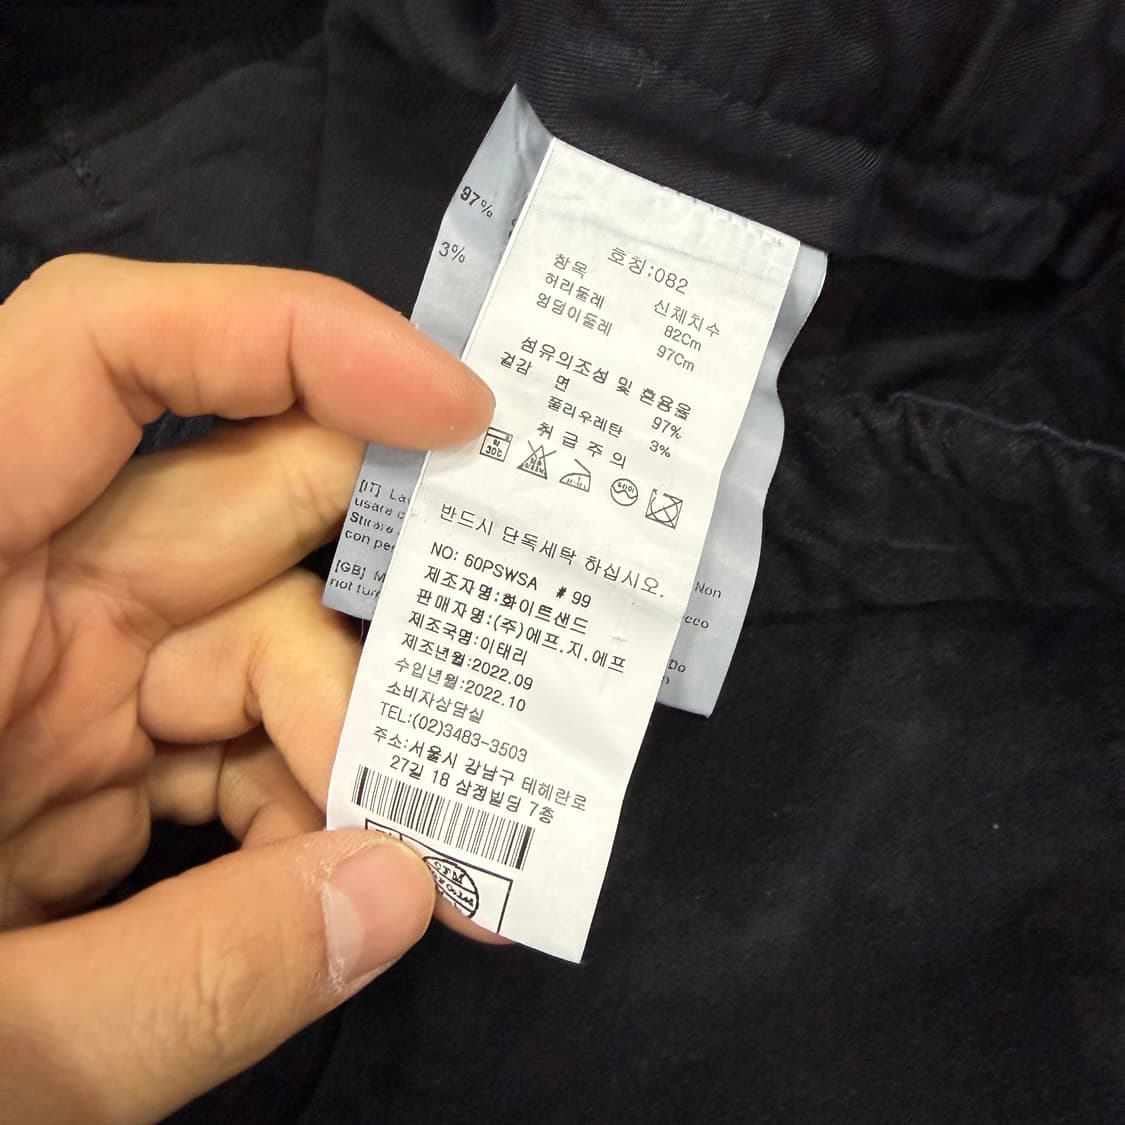 97%
3%
호칭:082
항목 신체치수
허리둘레 82Cm
엉덩이둘레 97Cm
섬유의조성 및 혼용율
겉감 면 97%
폴리우레탄 3%
취급주의
약
30℃
반드시 단독세탁 하십시오.
NO: 60PSWSA #99
제조자명:화이트샌드
판매자명:(주)에프.지.에프
제조국명:이태리
제조년월:2022.09
수입년월:2022.10
소비자상담실
TEL:(02)3483-3503
주소:서울시 강남구 테헤란로
27길 18 삼정빌딩 7층
[IT]
usare
con
Non
[GB]
not
Do